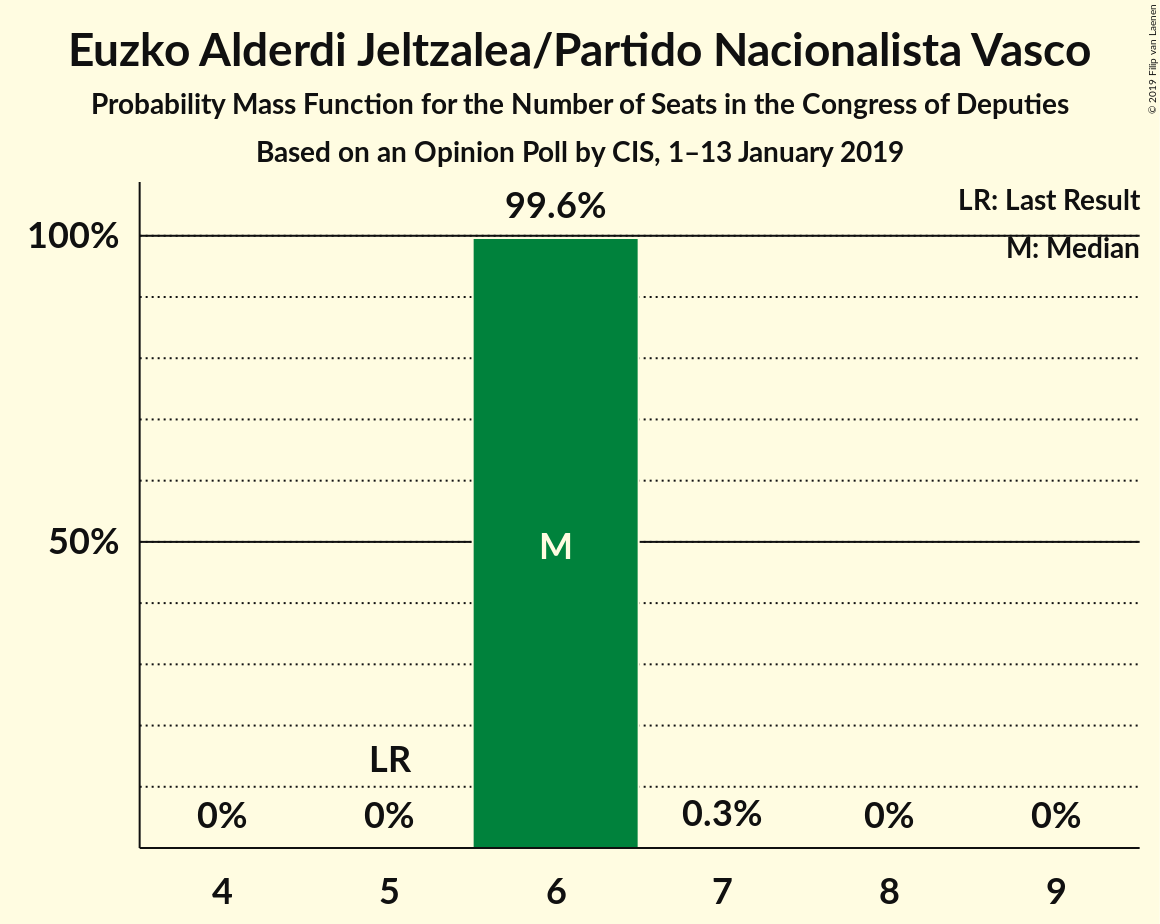 Euzko Alderdi Jeltzalea/Partido Nacionalista Vasco
Probability Mass Function for the Number of Seats in the Congress of Deputies
Based on an Opinion Poll by CIS, 1–13 January 2019
© 2019 Filip van Laenen
LR: Last Result
M: Median
99.6%
100%
50%
M
LR
0%
0%
0.3%
0%
0%
4
5
6
7
8
9